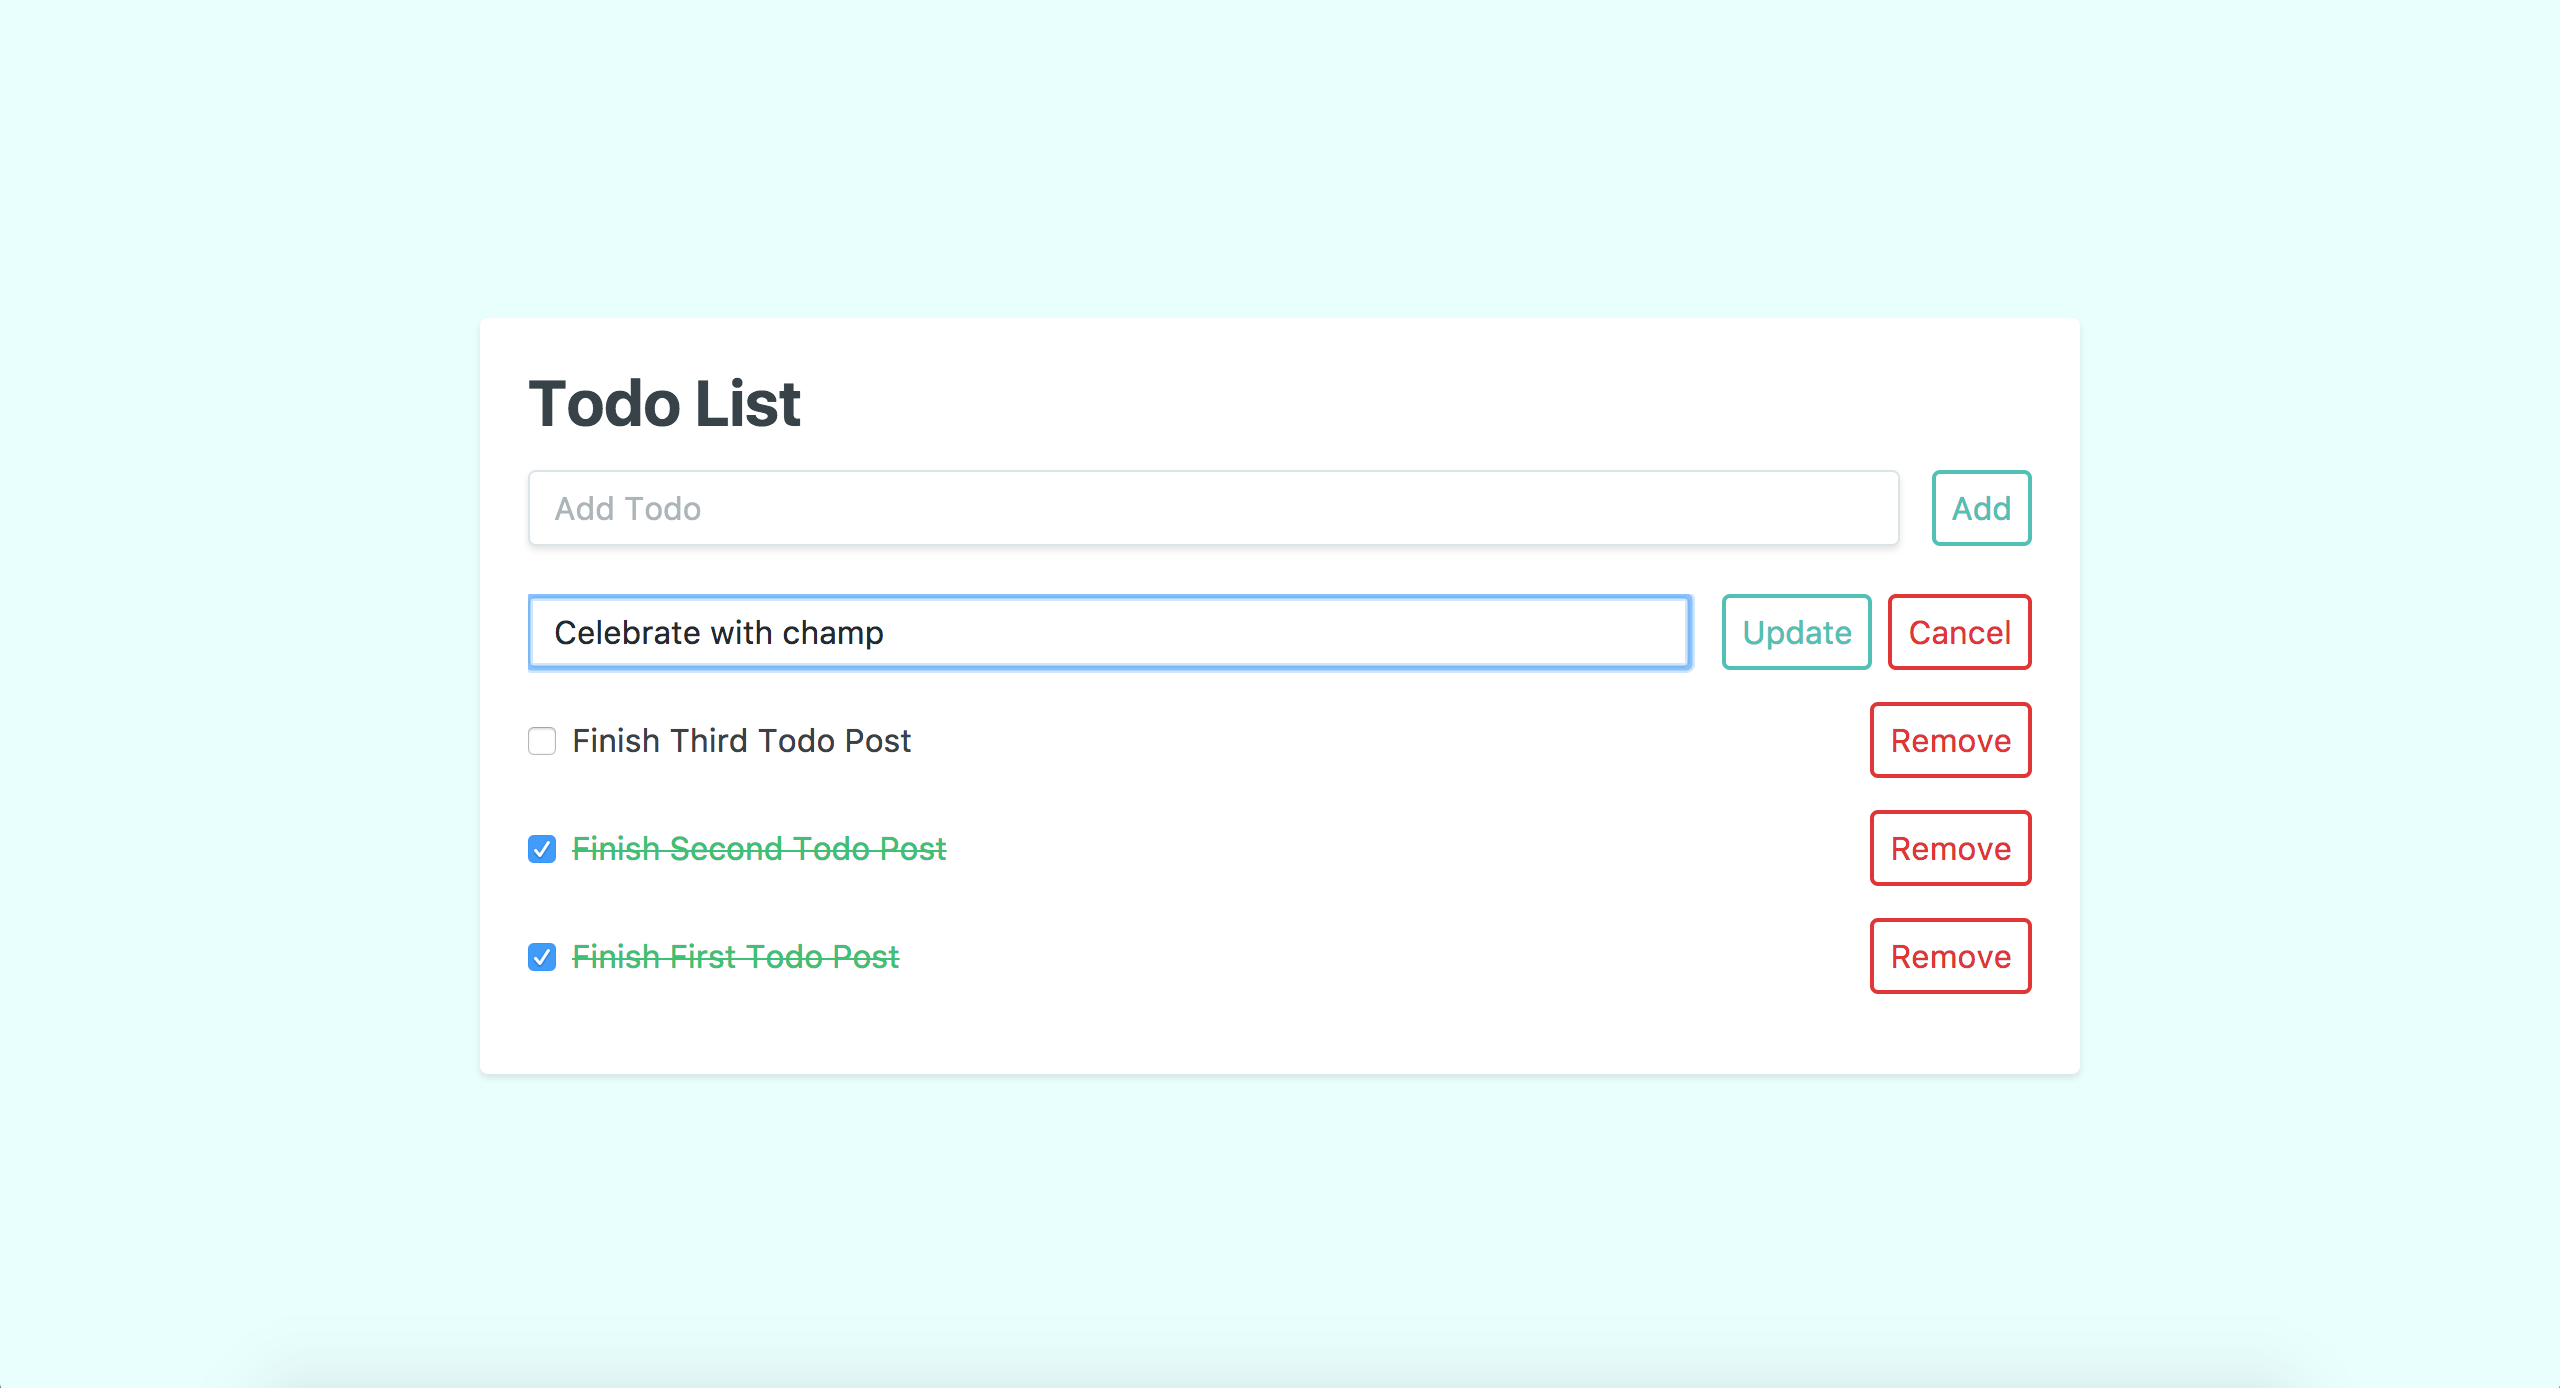 Todo List
Add Todo Add
Celebrate with champ Update Cancel
Finish Third Todo Post Remove
Finish Second Todo Post Remove
Finish First Todo Post Remove